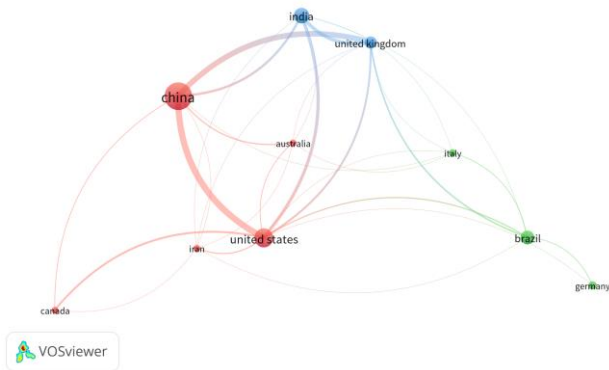 india
united kingdom
china
australia
italy
united states
brazil
iran
germany
canada
VOSviewer